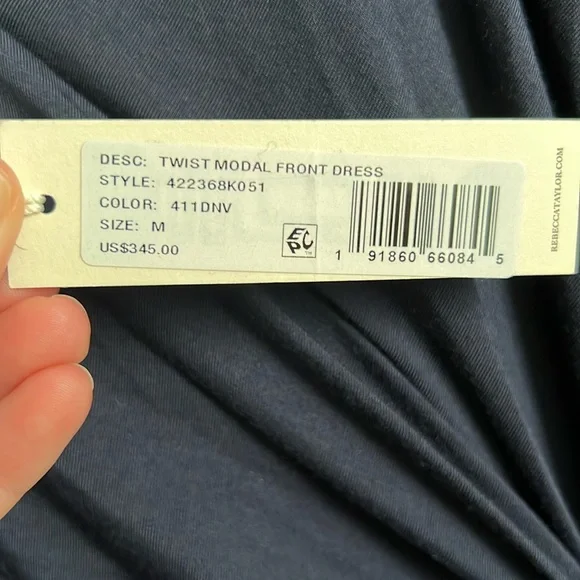 DESC: TWIST MODAL FRONT DRESS
STYLE: 422368K051
COLOR: 411DNV
SIZE: M
US$345.00
EPC
1 91860 66084 5
REBECCATAYLOR.COM